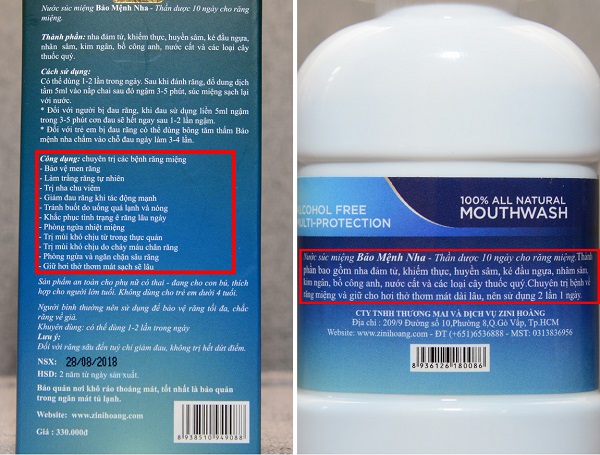 Nước súc miệng Bảo Mệnh Nha - Thần dược 10 ngày cho răng
miệng.
Thành phần: nha đảm tử, khiếm thực, huyền sâm, ké đầu ngựa,
nhân sâm, kim ngân, bồ công anh, nước cất và các loại cây
thuốc quý.
Cách sử dụng:
Có thể dùng 1-2 lần trong ngày. Sau khi đánh răng, đổ dung dịch
tầm 5ml vào nắp chai sau đó ngậm 3-5 phút, súc miệng sạch lại
với nước.
* Đối với người bị đau răng, khi đau sử dụng liền 5ml ngậm
trong 3-5 phút cơn đau sẽ hết ngay sau 1-2 lần ngậm.
* Đối với trẻ em bị đau răng có thể dùng bông tăm thấm Bảo
mệnh nha chấm vào chỗ đau ngày làm 3-4 lần.
Công dụng: chuyên trị các bệnh răng miệng
- Bảo vệ men răng
- Làm trắng răng tự nhiên
- Trị nha chu viêm
- Giảm đau răng khi tác động mạnh
- Tránh buốt do uống quá lạnh và nóng
- Khắc phục tình trạng ê răng lâu ngày
- Phòng ngừa nhiệt miệng
- Trị mùi khó chịu từ trong thực quản
- Trị mùi khó chịu do chảy máu chân răng
- Phòng ngừa và ngăn chặn sâu răng
- Giữ hơi thở thơm mát sạch sẽ lâu
Sản phẩm an toàn cho phụ nữ có thai - đang cho con bú, thích
hợp cho người lớn tuổi. Không dùng cho trẻ em dưới 4 tuổi.
Người bình thường nên sử dụng để bảo vệ răng tối đa, chắc
răng về già.
Khuyên dùng: có thể dùng 1-2 lần trong ngày
Lưu ý:
Đối với răng sâu đến tuỷ chỉ giảm đau, không trị hết dứt điểm.
NSX: 28/08/2018
HSD: 2 năm từ ngày sản xuất.
Bảo quản nơi khô ráo thoáng mát, tốt nhất là bảo quản
trong ngăn mát tủ lạnh.
Website: www.zinihoang.com
Giá : 330.000đ
8 938510 949088
ALCOHOL FREE
MULTI-PROTECTION
100% ALL NATURAL
MOUTHWASH
Nước súc miệng Bảo Mệnh Nha - Thần dược 10 ngày cho răng miệng.Thành
phần bao gồm nha đảm tử, khiếm thực, huyền sâm, ké đầu ngựa, nhâm sâm,
kim ngân, bồ công anh, nước cất và các loại cây thuốc quý.Chuyên trị bệnh về
răng miệng và giữ cho hơi thở thơm mát dài lâu, nên sử dụng 2 lần 1 ngày.
CTY TNHH THƯƠNG MẠI VÀ DỊCH VỤ ZINI HOÀNG
Địa chỉ : 209/9 Đường số 10,Phường 8,Q.Gò Vấp, Tp.HCM
Website: www.zinihoang.com - ĐT (+651)6536888 - MST: 0313836956
8 936126 180086